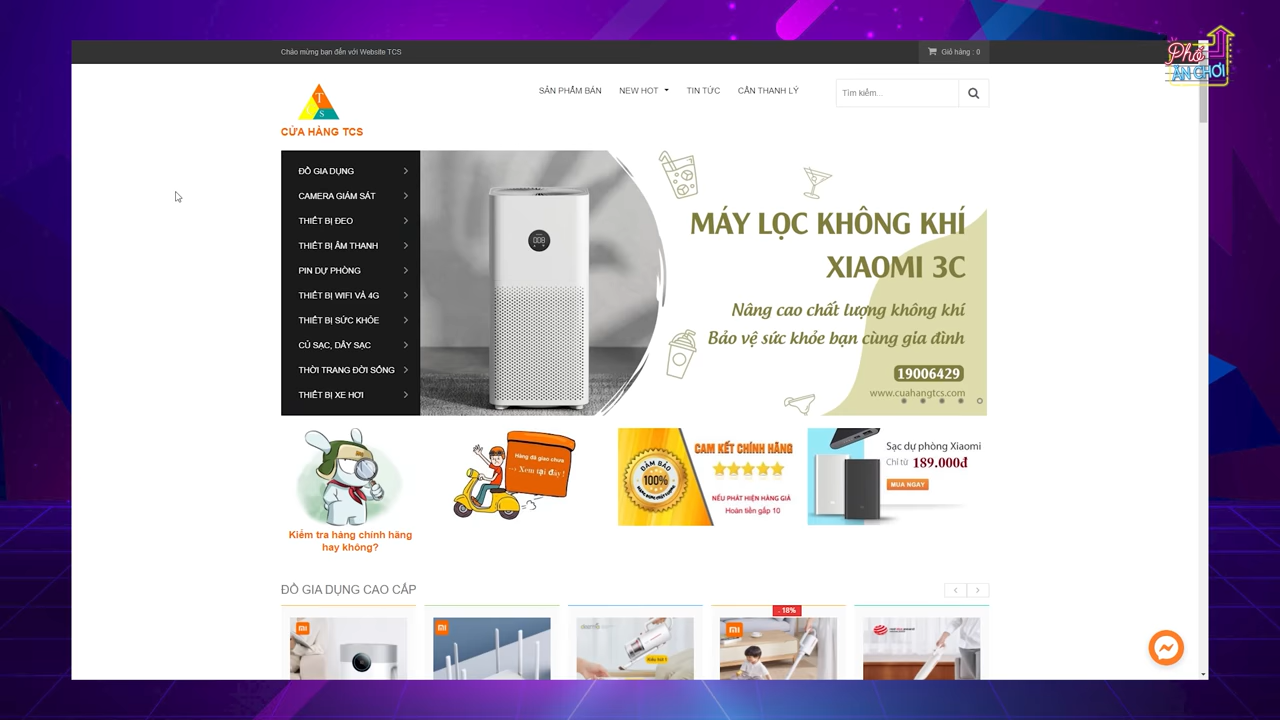 Chào mừng bạn đến với Website TCS
Giỏ hàng : 0
Phố
ĂN CHƠI
T
S
CỬA HÀNG TCS
SẢN PHẨM BÁN
NEW HOT
TIN TỨC
CẦN THANH LÝ
Tìm kiếm...
ĐỒ GIA DỤNG
CAMERA GIÁM SÁT
THIẾT BỊ ĐEO
THIẾT BỊ ÂM THANH
PIN DỰ PHÒNG
THIẾT BỊ WIFI VÀ 4G
THIẾT BỊ SỨC KHỎE
CỦ SẠC, DÂY SẠC
THỜI TRANG ĐỜI SỐNG
THIẾT BỊ XE HƠI
008
MÁY LỌC KHÔNG KHÍ
XIAOMI 3C
Nâng cao chất lượng không khí
Bảo vệ sức khỏe bạn cùng gia đình
19006429
www.cuahangtcs.com
Kiểm tra hàng chính hãng
hay không?
Hàng đã giao chưa
Xem tại đây !
ĐẢM BẢO
100%
CAM KẾT CHÍNH HÃNG
NẾU PHÁT HIỆN HÀNG GIẢ
Hoàn tiền gấp 10
Sạc dự phòng Xiaomi
Chỉ từ 189.000đ
MUA NGAY
ĐỒ GIA DỤNG CAO CẤP
- 18%